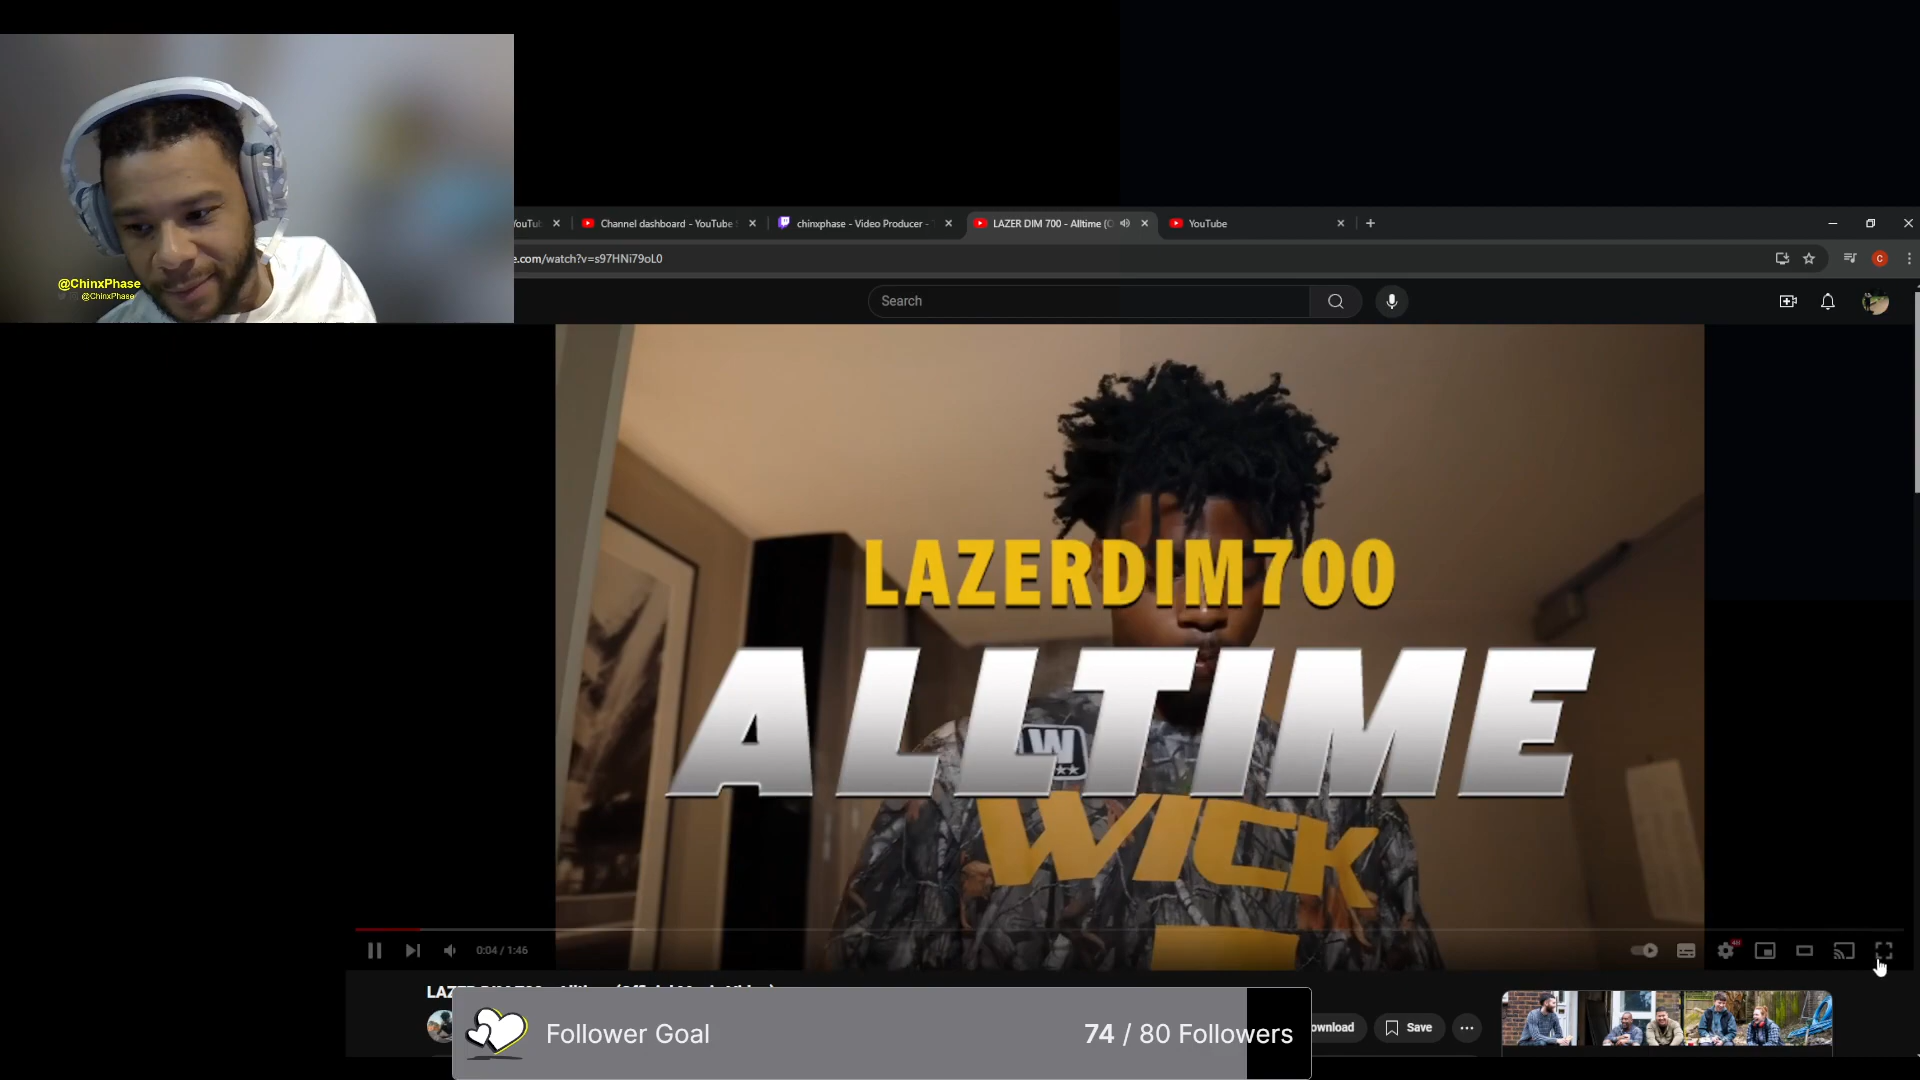 @ChinxPhase
@ChinxPhase
Channel dashboard - YouTube
chinxphase - Video Producer -
LAZER DIM 700 - Alltime (O
YouTube
e.com/watch?v=s97HNi79oL0
Search
C
LAZERDIM700
ALLTIME
W
WICK
0:04 / 1:46
Save
Follower Goal
74 / 80 Followers